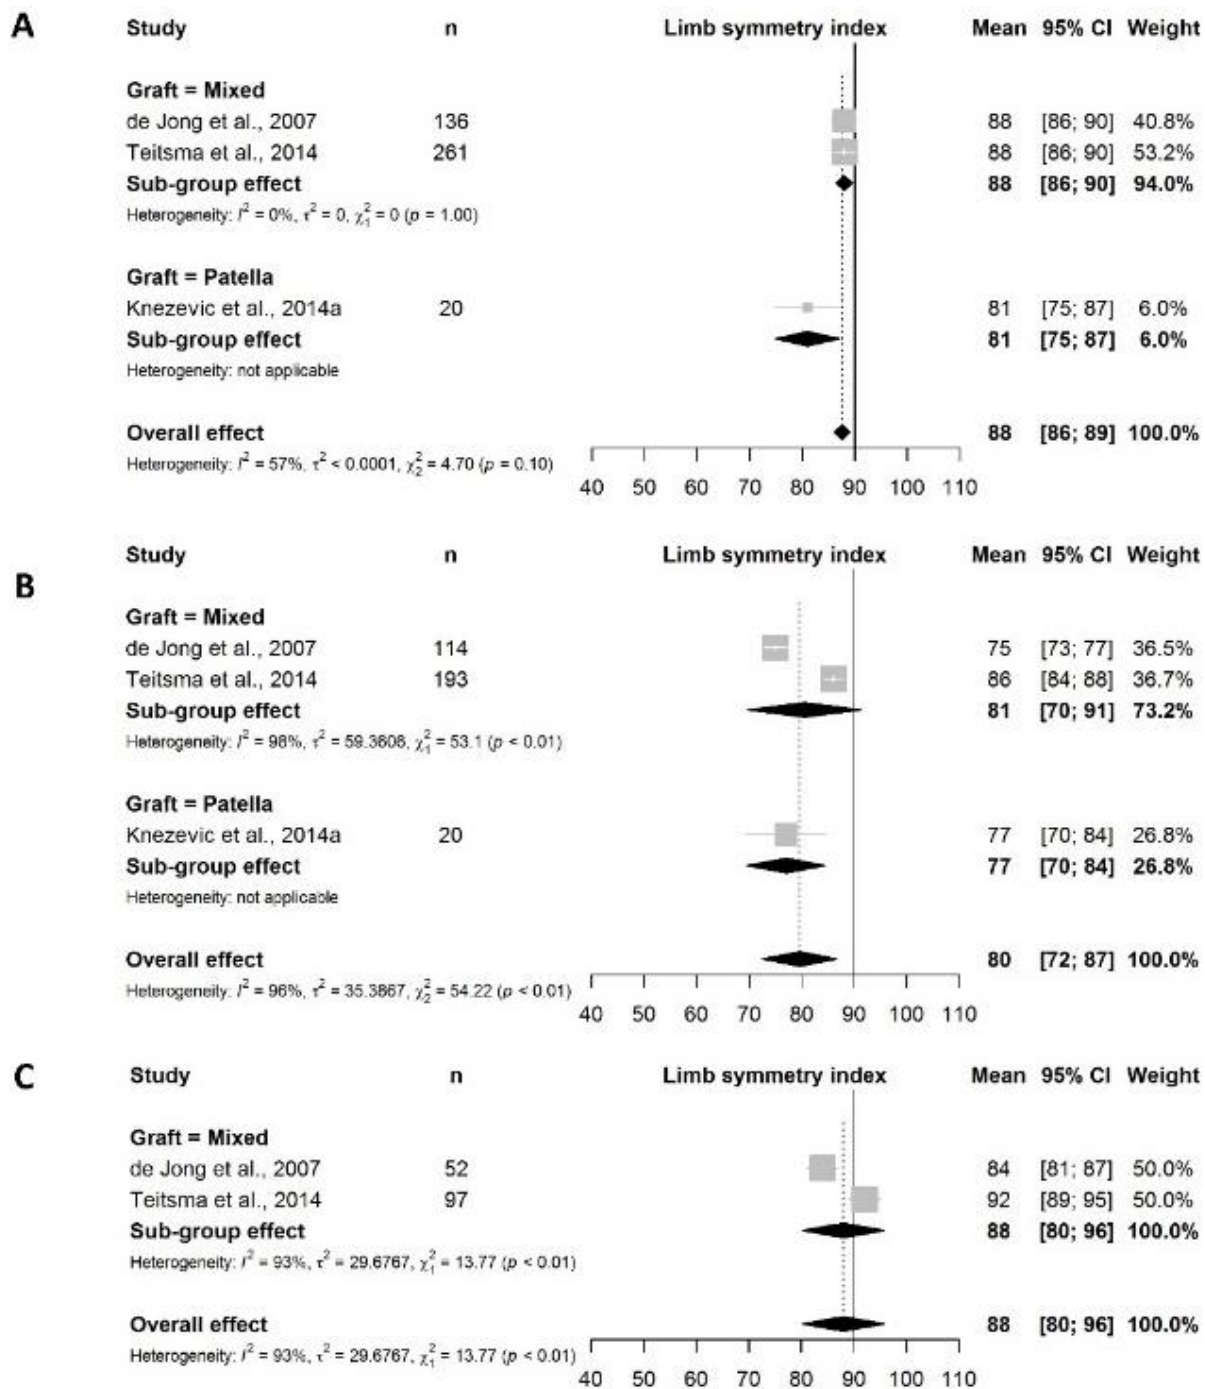 A Study n Limb symmetry index Mean 95% CI Weight
Graft = Mixed
de Jong et al., 2007 136 88 [86; 90] 40.8%
Teitsma et al., 2014 261 88 [86; 90] 53.2%
Sub-group effect 88 [86; 90] 94.0%
Heterogeneity: I² = 0%, τ² = 0, χ²₁ = 0 (p = 1.00)
Graft = Patella
Knezevic et al., 2014a 20 81 [75; 87] 6.0%
Sub-group effect 81 [75; 87] 6.0%
Heterogeneity: not applicable
Overall effect 88 [86; 89] 100.0%
Heterogeneity: I² = 57%, τ² < 0.0001, χ²₂ = 4.70 (p = 0.10)
40 50 60 70 80 90 100 110
Study n Limb symmetry index Mean 95% CI Weight
B
Graft = Mixed
de Jong et al., 2007 114 75 [73; 77] 36.5%
Teitsma et al., 2014 193 86 [84; 88] 36.7%
Sub-group effect 81 [70; 91] 73.2%
Heterogeneity: I² = 98%, τ² = 59.3606, χ²₁ = 53.1 (p < 0.01)
Graft = Patella
Knezevic et al., 2014a 20 77 [70; 84] 26.8%
Sub-group effect 77 [70; 84] 26.8%
Heterogeneity: not applicable
Overall effect 80 [72; 87] 100.0%
Heterogeneity: I² = 96%, τ² = 35.3867, χ²₂ = 54.22 (p < 0.01)
40 50 60 70 80 90 100 110
C Study n Limb symmetry index Mean 95% CI Weight
Graft = Mixed
de Jong et al., 2007 52 84 [81; 87] 50.0%
Teitsma et al., 2014 97 92 [89; 95] 50.0%
Sub-group effect 88 [80; 96] 100.0%
Heterogeneity: I² = 93%, τ² = 29.6767, χ²₁ = 13.77 (p < 0.01)
Overall effect 88 [80; 96] 100.0%
Heterogeneity: I² = 93%, τ² = 29.6767, χ²₁ = 13.77 (p < 0.01)
40 50 60 70 80 90 100 110